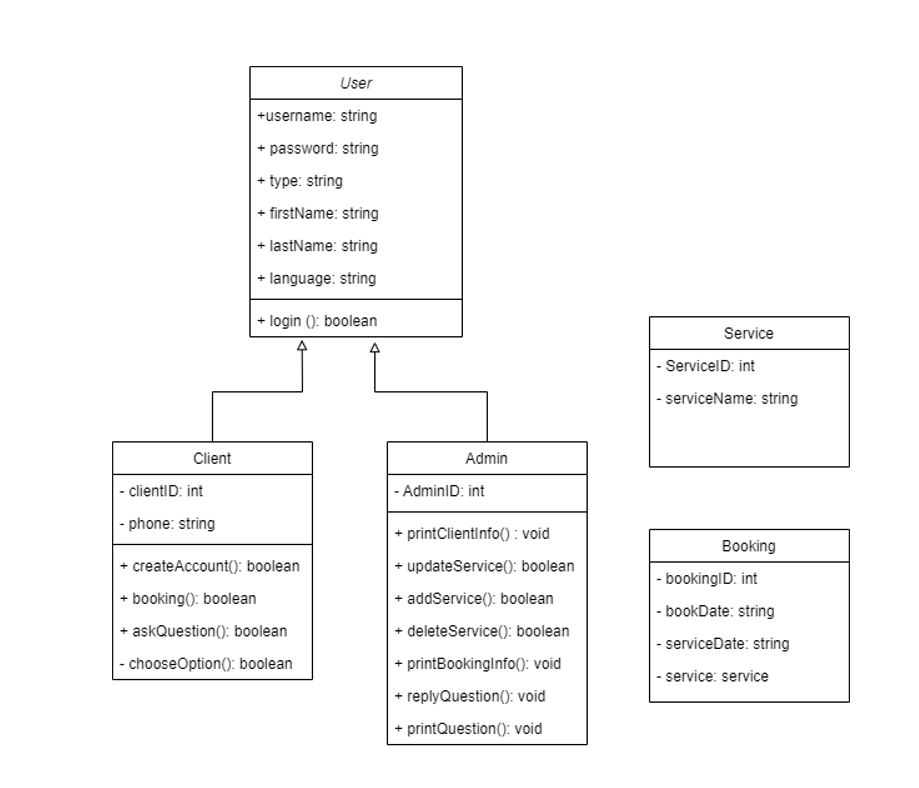 User
+username: string
+ password: string
+ type: string
+ firstName: string
+ lastName: string
+ language: string
+ login (): boolean
Client
- clientID: int
- phone: string
+ createAccount(): boolean
+ booking(): boolean
+ askQuestion(): boolean
- chooseOption(): boolean
Admin
- AdminID: int
+ printClientInfo() : void
+ updateService(): boolean
+ addService(): boolean
+ deleteService(): boolean
+ printBookingInfo(): void
+ replyQuestion(): void
+ printQuestion(): void
Service
- ServiceID: int
- serviceName: string
Booking
- bookingID: int
- bookDate: string
- serviceDate: string
- service: service